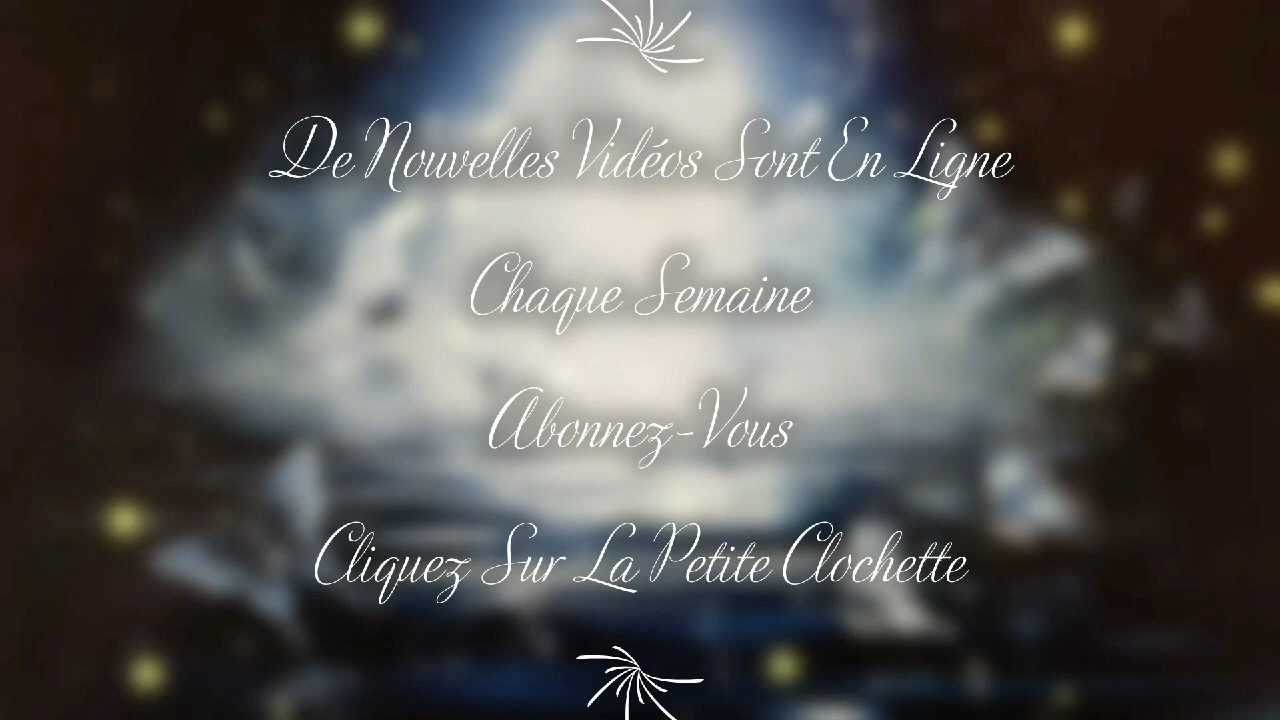 De Nouvelles Vidéos Sont En Ligne
Chaque Semaine
Abonnez-Vous
Cliquez Sur La Petite Clochette